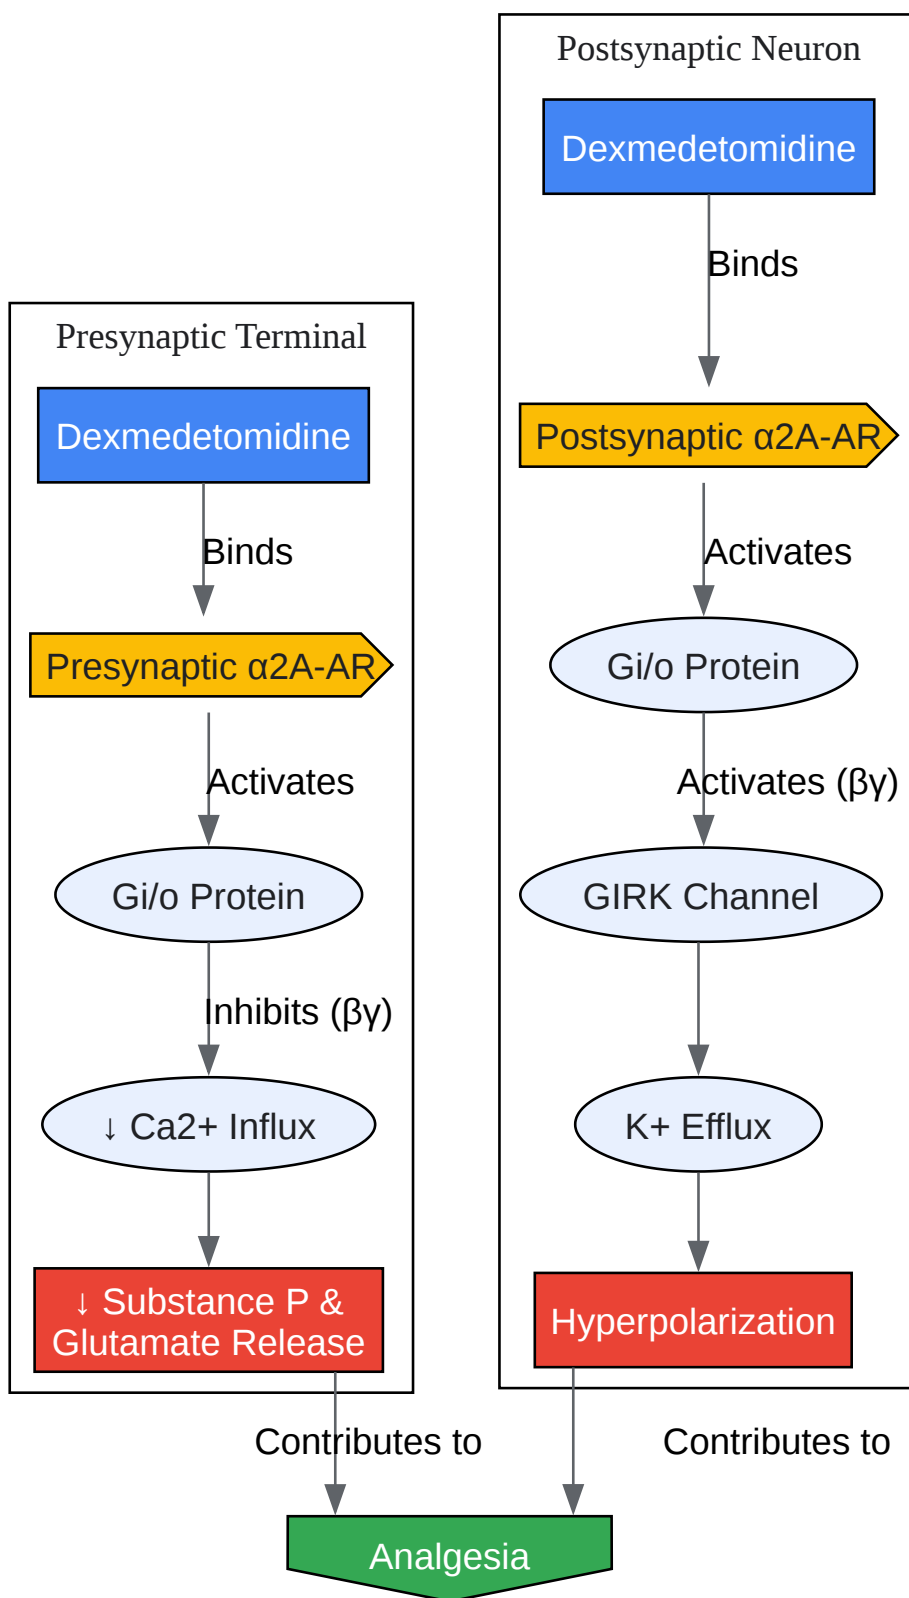 Postsynaptic Neuron
Dexmedetomidine
Binds
Postsynaptic α2A-AR
Activates
Gi/o Protein
Activates (βγ)
GIRK Channel
K+ Efflux
Hyperpolarization
Contributes to
Presynaptic Terminal
Dexmedetomidine
Binds
Presynaptic α2A-AR
Activates
Gi/o Protein
Inhibits (βγ)
↓ Ca2+ Influx
↓ Substance P &
Glutamate Release
Contributes to
Analgesia